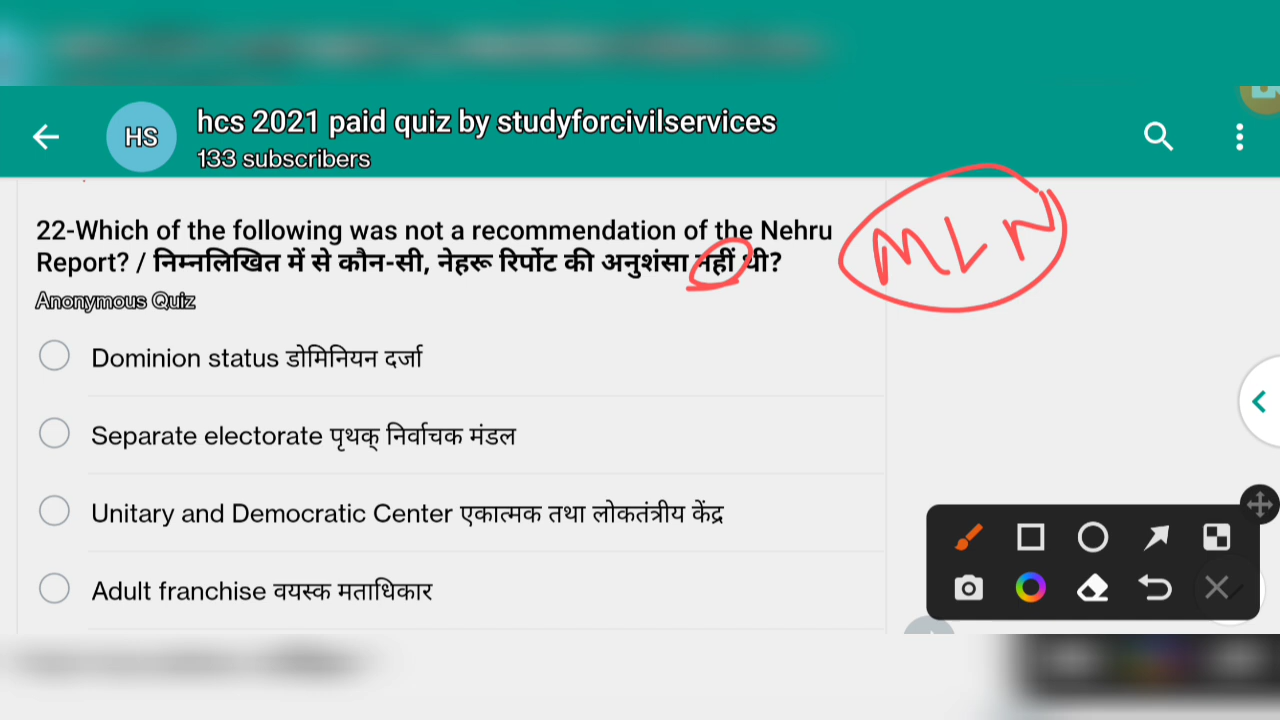 HS
hcs 2021 paid quiz by studyforcivilservices
133 subscribers
22-Which of the following was not a recommendation of the Nehru
Report? / निम्नलिखित में से कौन-सी, नेहरू रिर्पोट की अनुशंसा नहीं थी?
MLN
Anonymous Quiz
Dominion status डोमिनियन दर्जा
Separate electorate पृथक् निर्वाचक मंडल
Unitary and Democratic Center एकात्मक तथा लोकतंत्रीय केंद्र
Adult franchise वयस्क मताधिकार